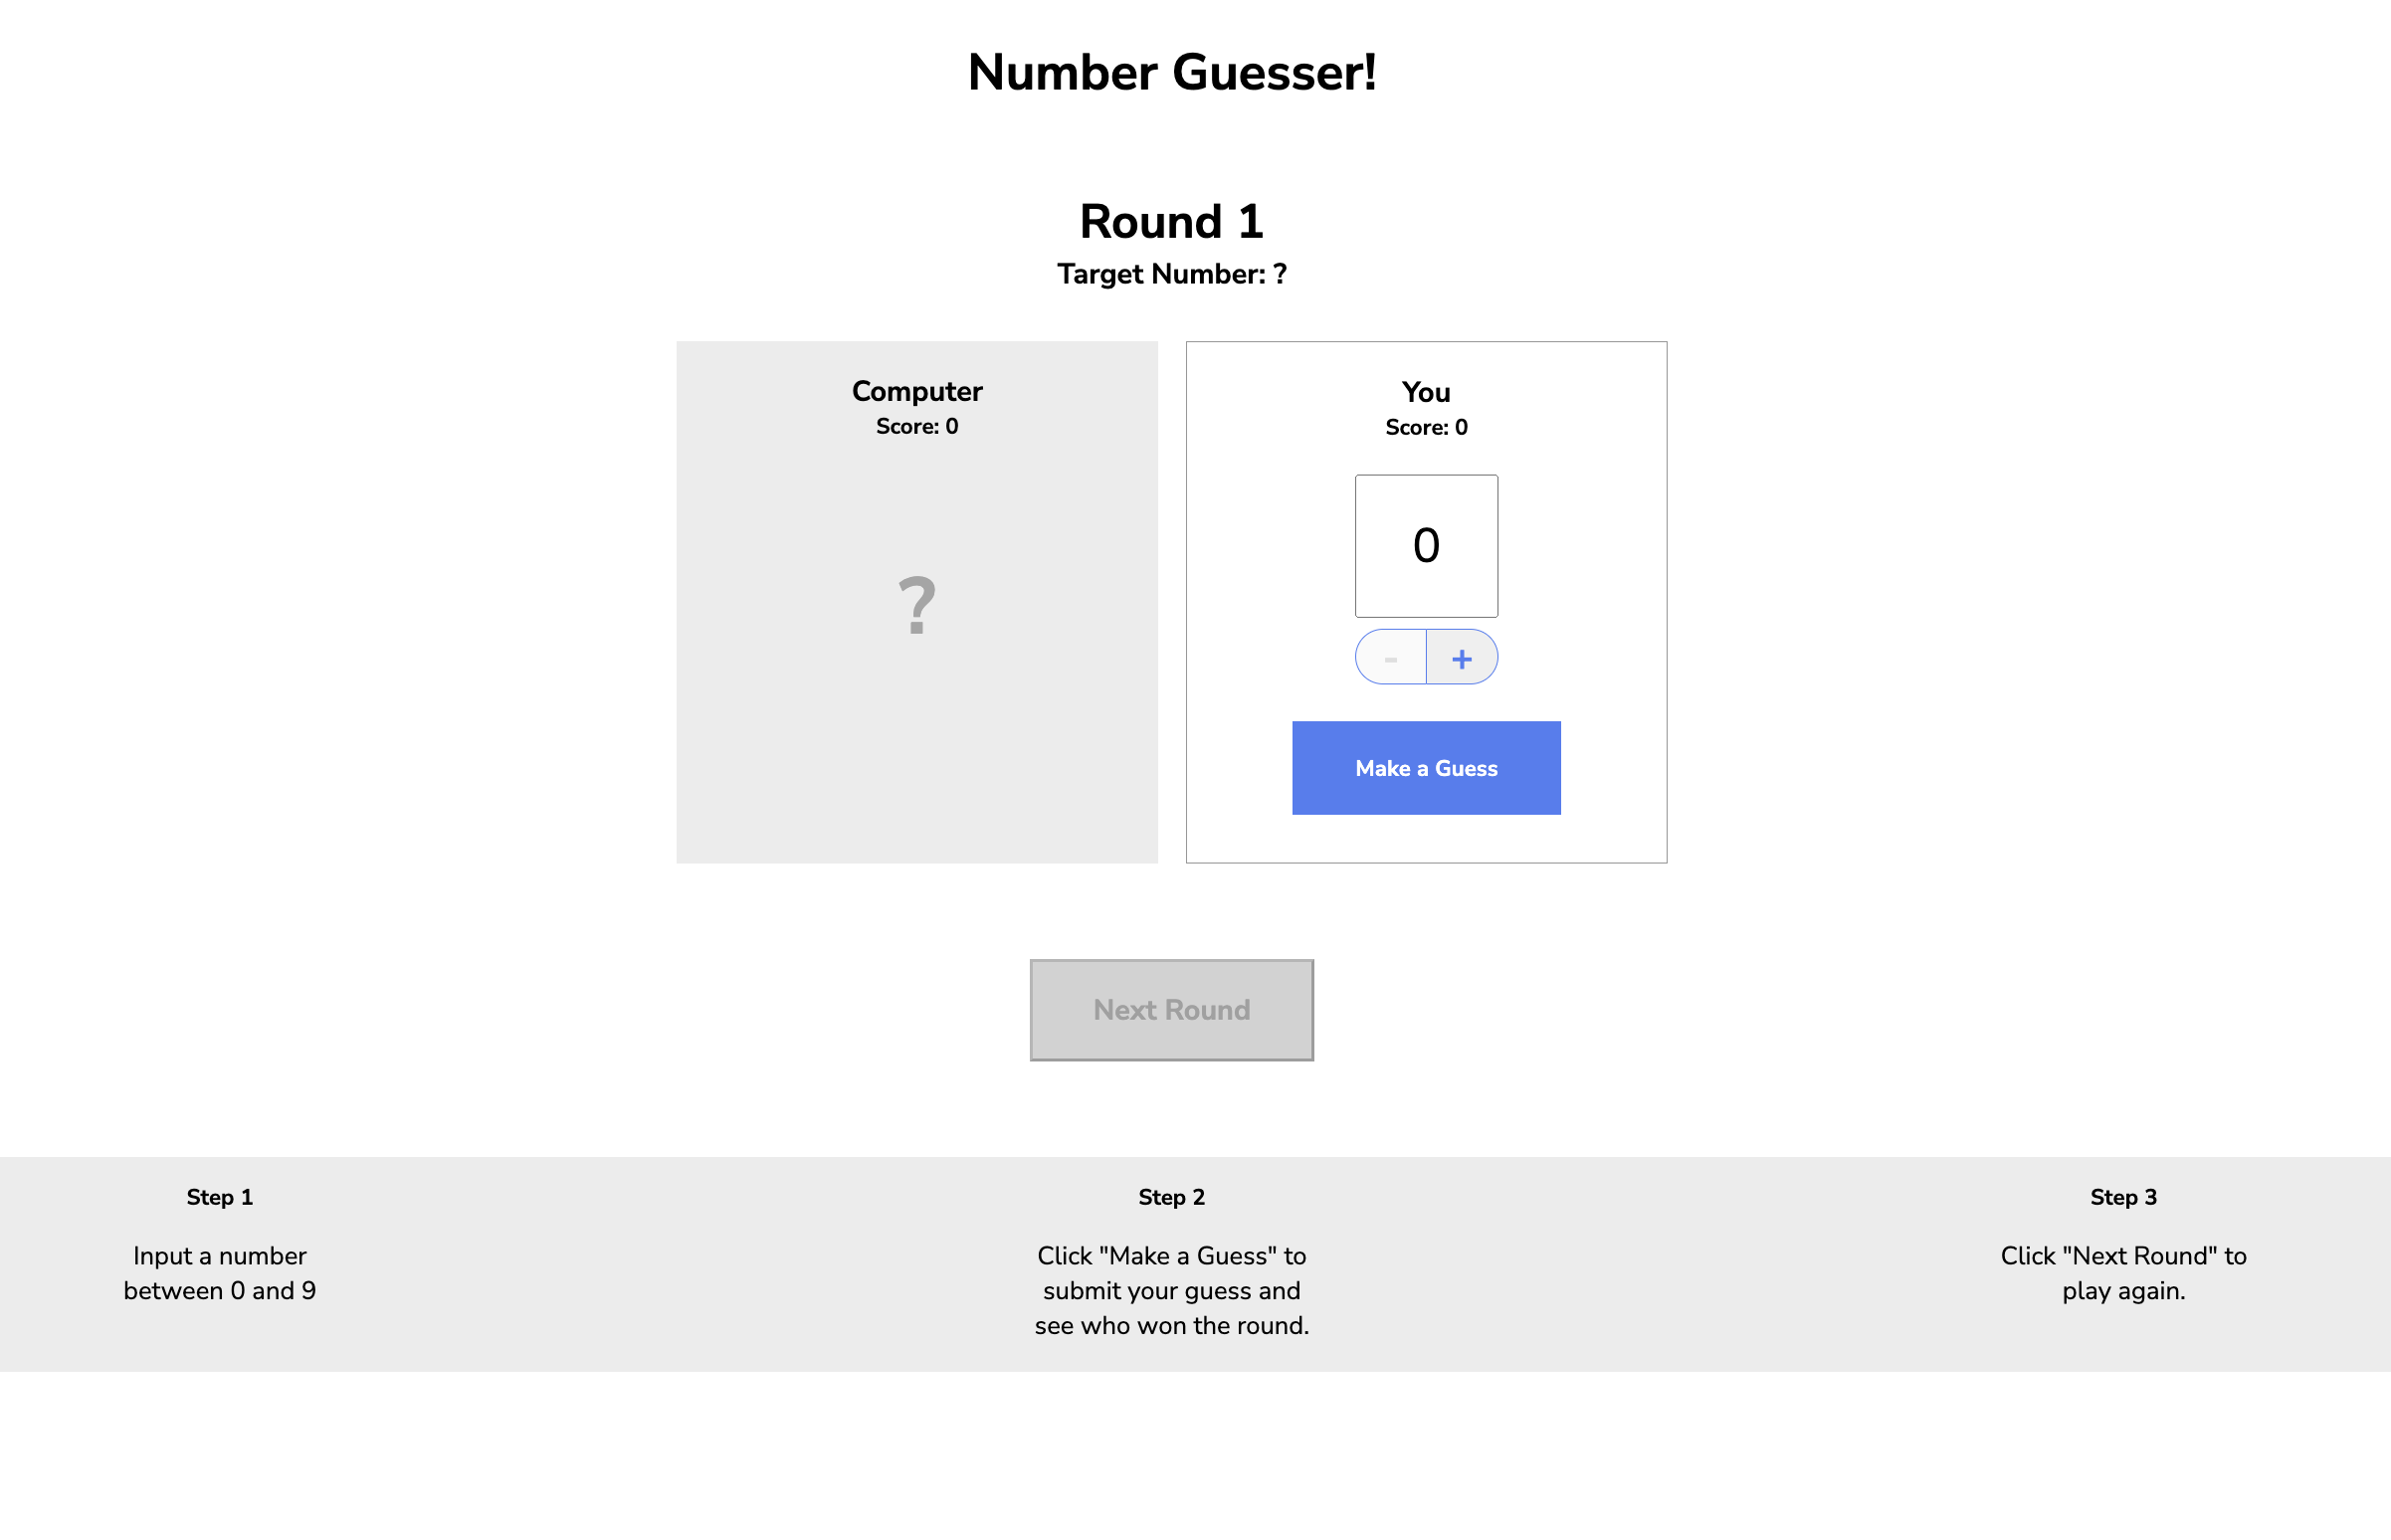 Number Guesser!
Round 1
Target Number: ?
Computer
Score: 0
?
You
Score: 0
0
- +
Make a Guess
Next Round
Step 1
Input a number
between 0 and 9
Step 2
Click "Make a Guess" to
submit your guess and
see who won the round.
Step 3
Click "Next Round" to
play again.